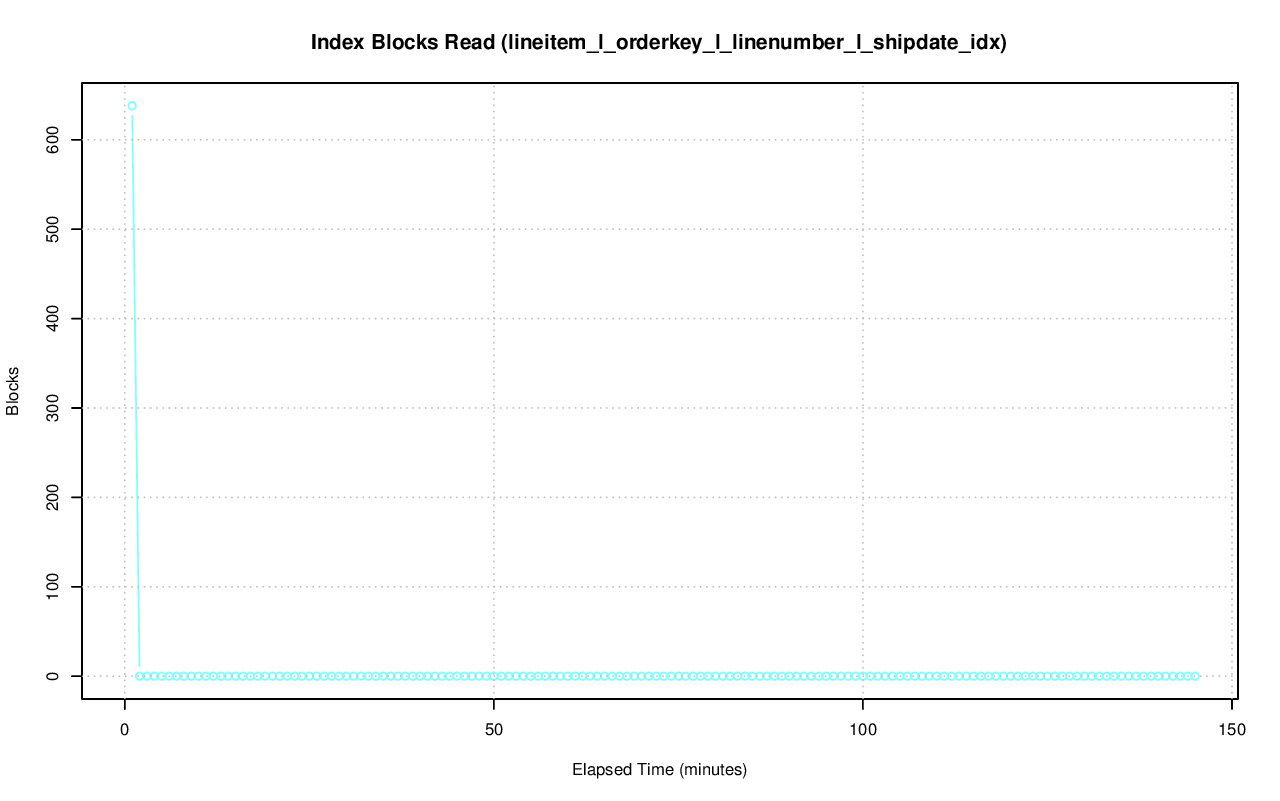 Index Blocks Read (lineitem_l_orderkey_l_linenumber_l_shipdate_idx)
600
500
400
300
200
100
0
Blocks
0 50 100 150
Elapsed Time (minutes)